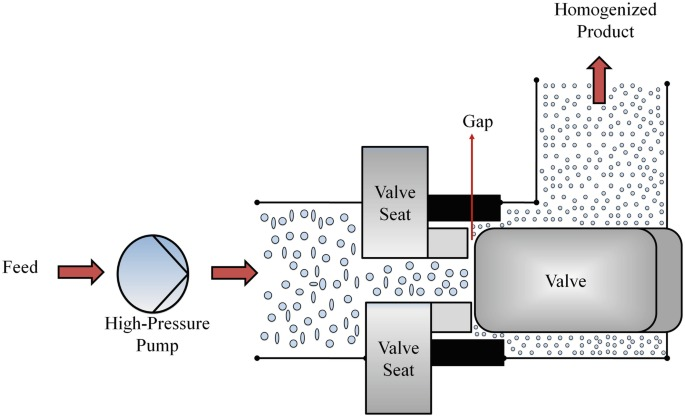 Homogenized
Product
Gap
Valve
Seat
Feed
High-Pressure
Pump
Valve
Valve
Seat